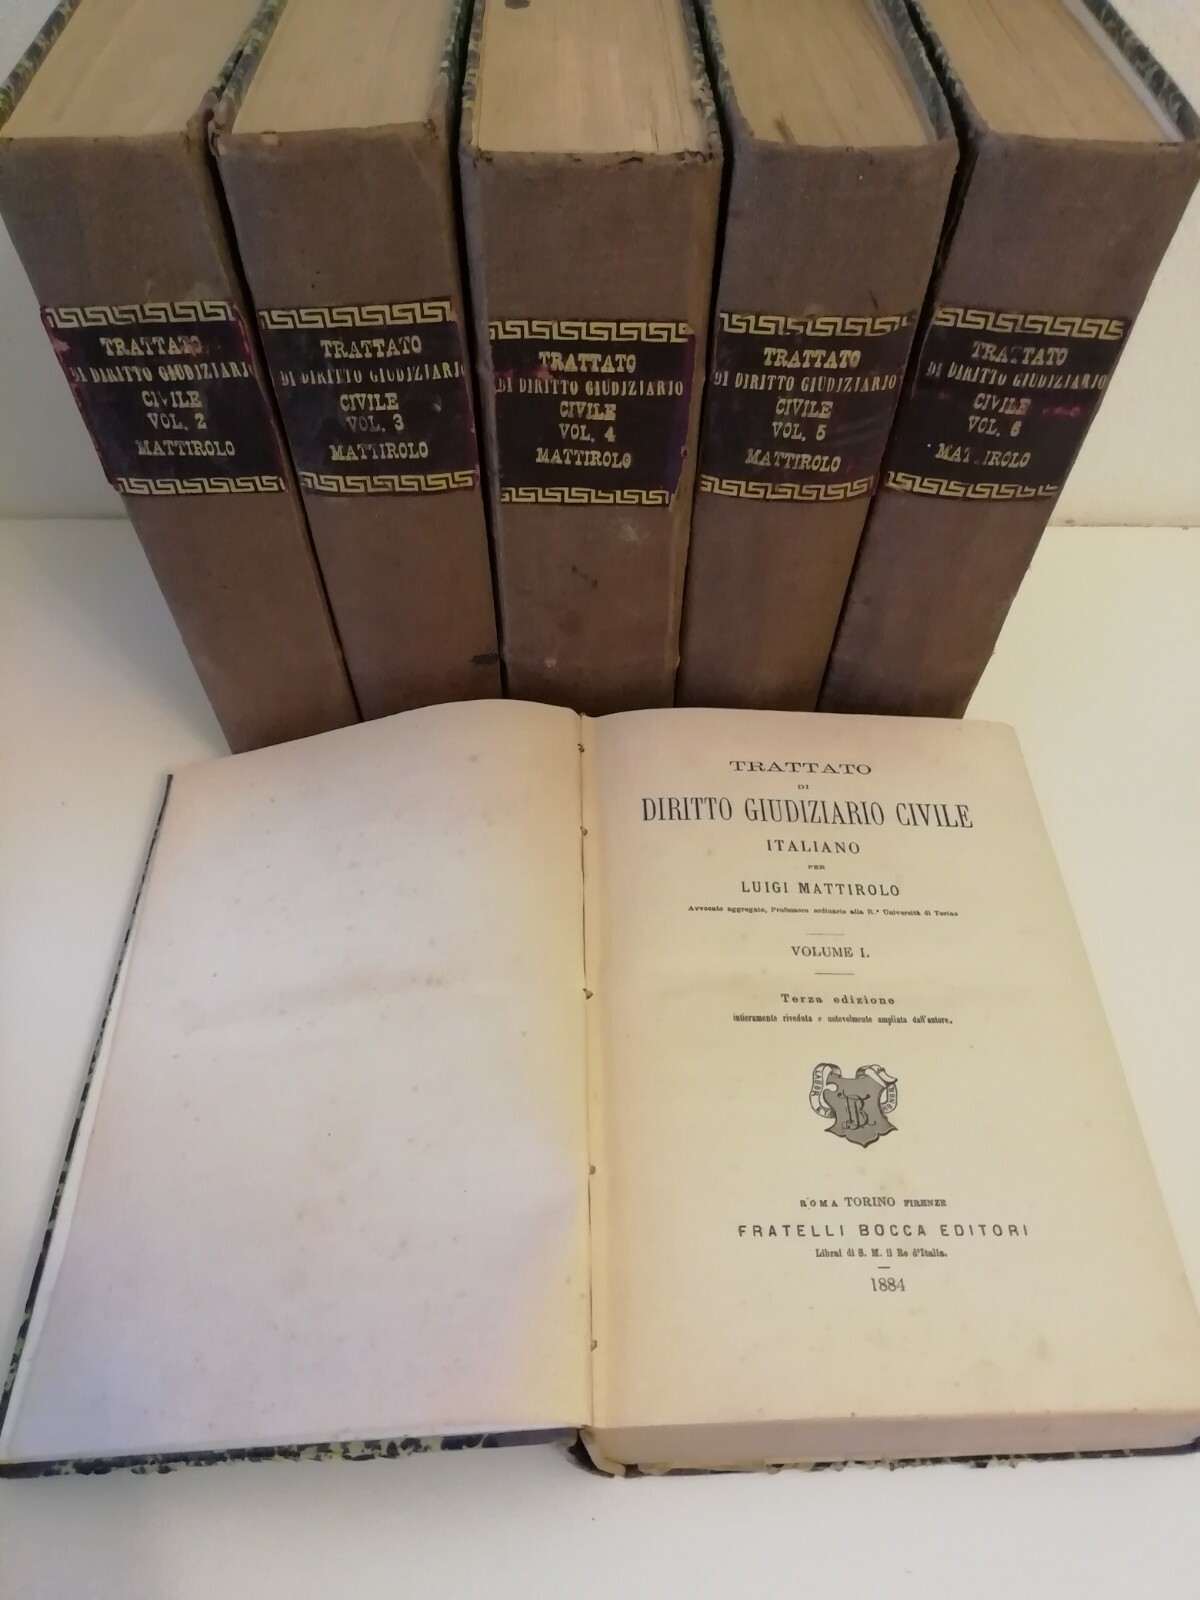 TRATTATO
DI DIRITTO GIUDIZIARIO
CIVILE
VOL. 2
MATTIROLO
TRATTATO
DI DIRITTO GIUDIZIARIO
CIVILE
VOL. 3
MATTIROLO
TRATTATO
DI DIRITTO GIUDIZIARIO
CIVILE
VOL. 4
MATTIROLO
TRATTATO
DI DIRITTO GIUDIZIARIO
CIVILE
VOL. 5
MATTIROLO
TRATTATO
DI DIRITTO GIUDIZIARIO
CIVILE
VOL. 6
MATTIROLO
TRATTATO
DI
DIRITTO GIUDIZIARIO CIVILE
ITALIANO
PER
LUIGI MATTIROLO
Avvocato aggregato, Professore ordinario alla R.ª Università di Torino
VOLUME I.
Terza edizione
intieramente riveduta e notevolmente ampliata dall'autore.
LABOR
ROMA TORINO FIRENZE
FRATELLI BOCCA EDITORI
Librai di S. M. il Re d'Italia.
1884